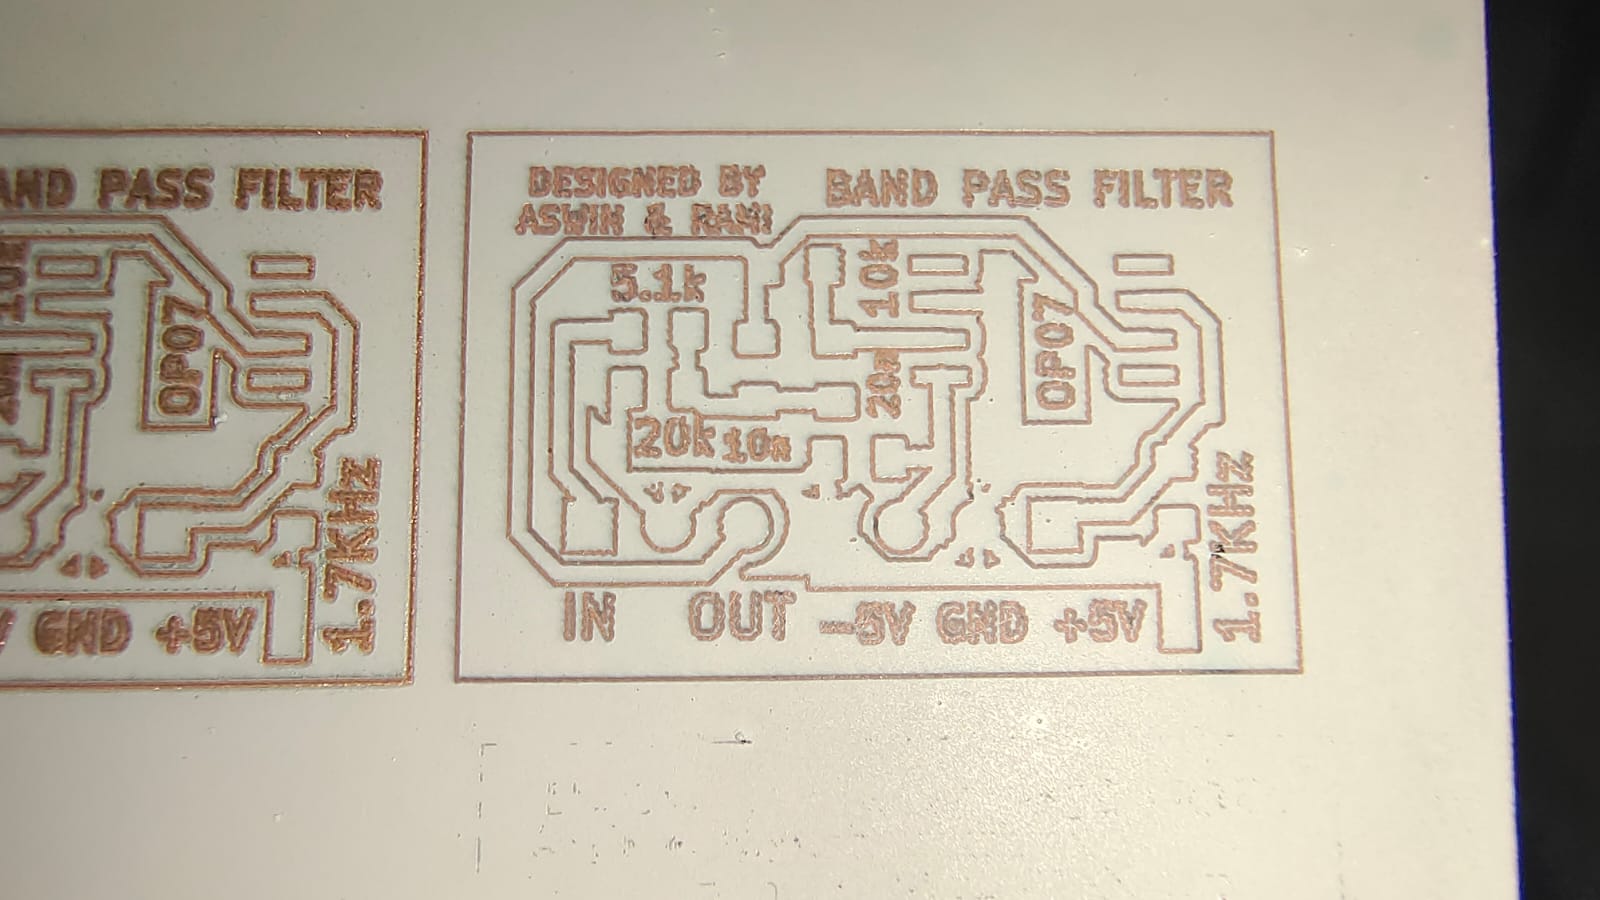 AND PASS FILTER
OP07
1.7KHz
GND +5V
DESIGNED BY
ASWIN & RAMI
BAND PASS FILTER
5.1k
10k
OP07
20n
20k
10n
1.7KHz
IN OUT -5V GND +5V